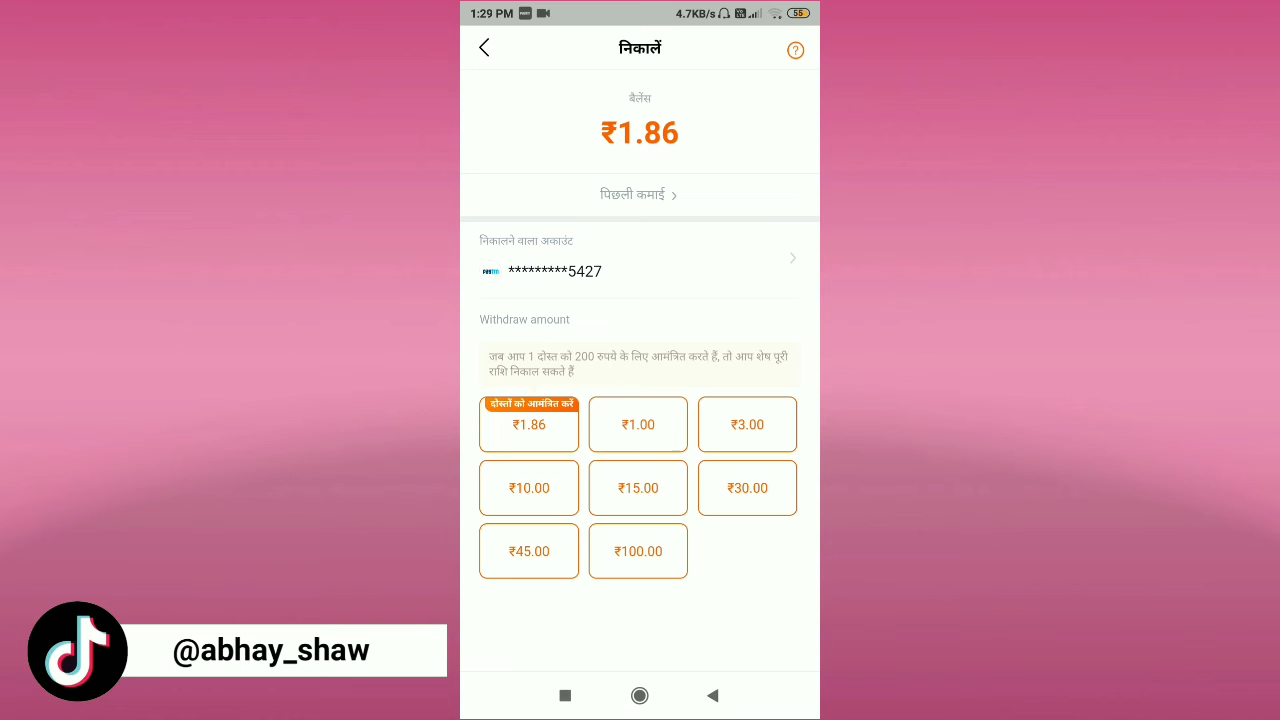 1:29 PM
4.7KB/s
55
निकालें
?
बैलेंस
₹1.86
पिछली कमाई
निकालने वाला अकाउंट
paytm *********5427
Withdraw amount
जब आप 1 दोस्त को 200 रुपये के लिए आमंत्रित करते हैं, तो आप शेष पूरी
राशि निकाल सकते हैं
दोस्तों को आमंत्रित करें
₹1.86 ₹1.00 ₹3.00
₹10.00 ₹15.00 ₹30.00
₹45.00 ₹100.00
@abhay_shaw